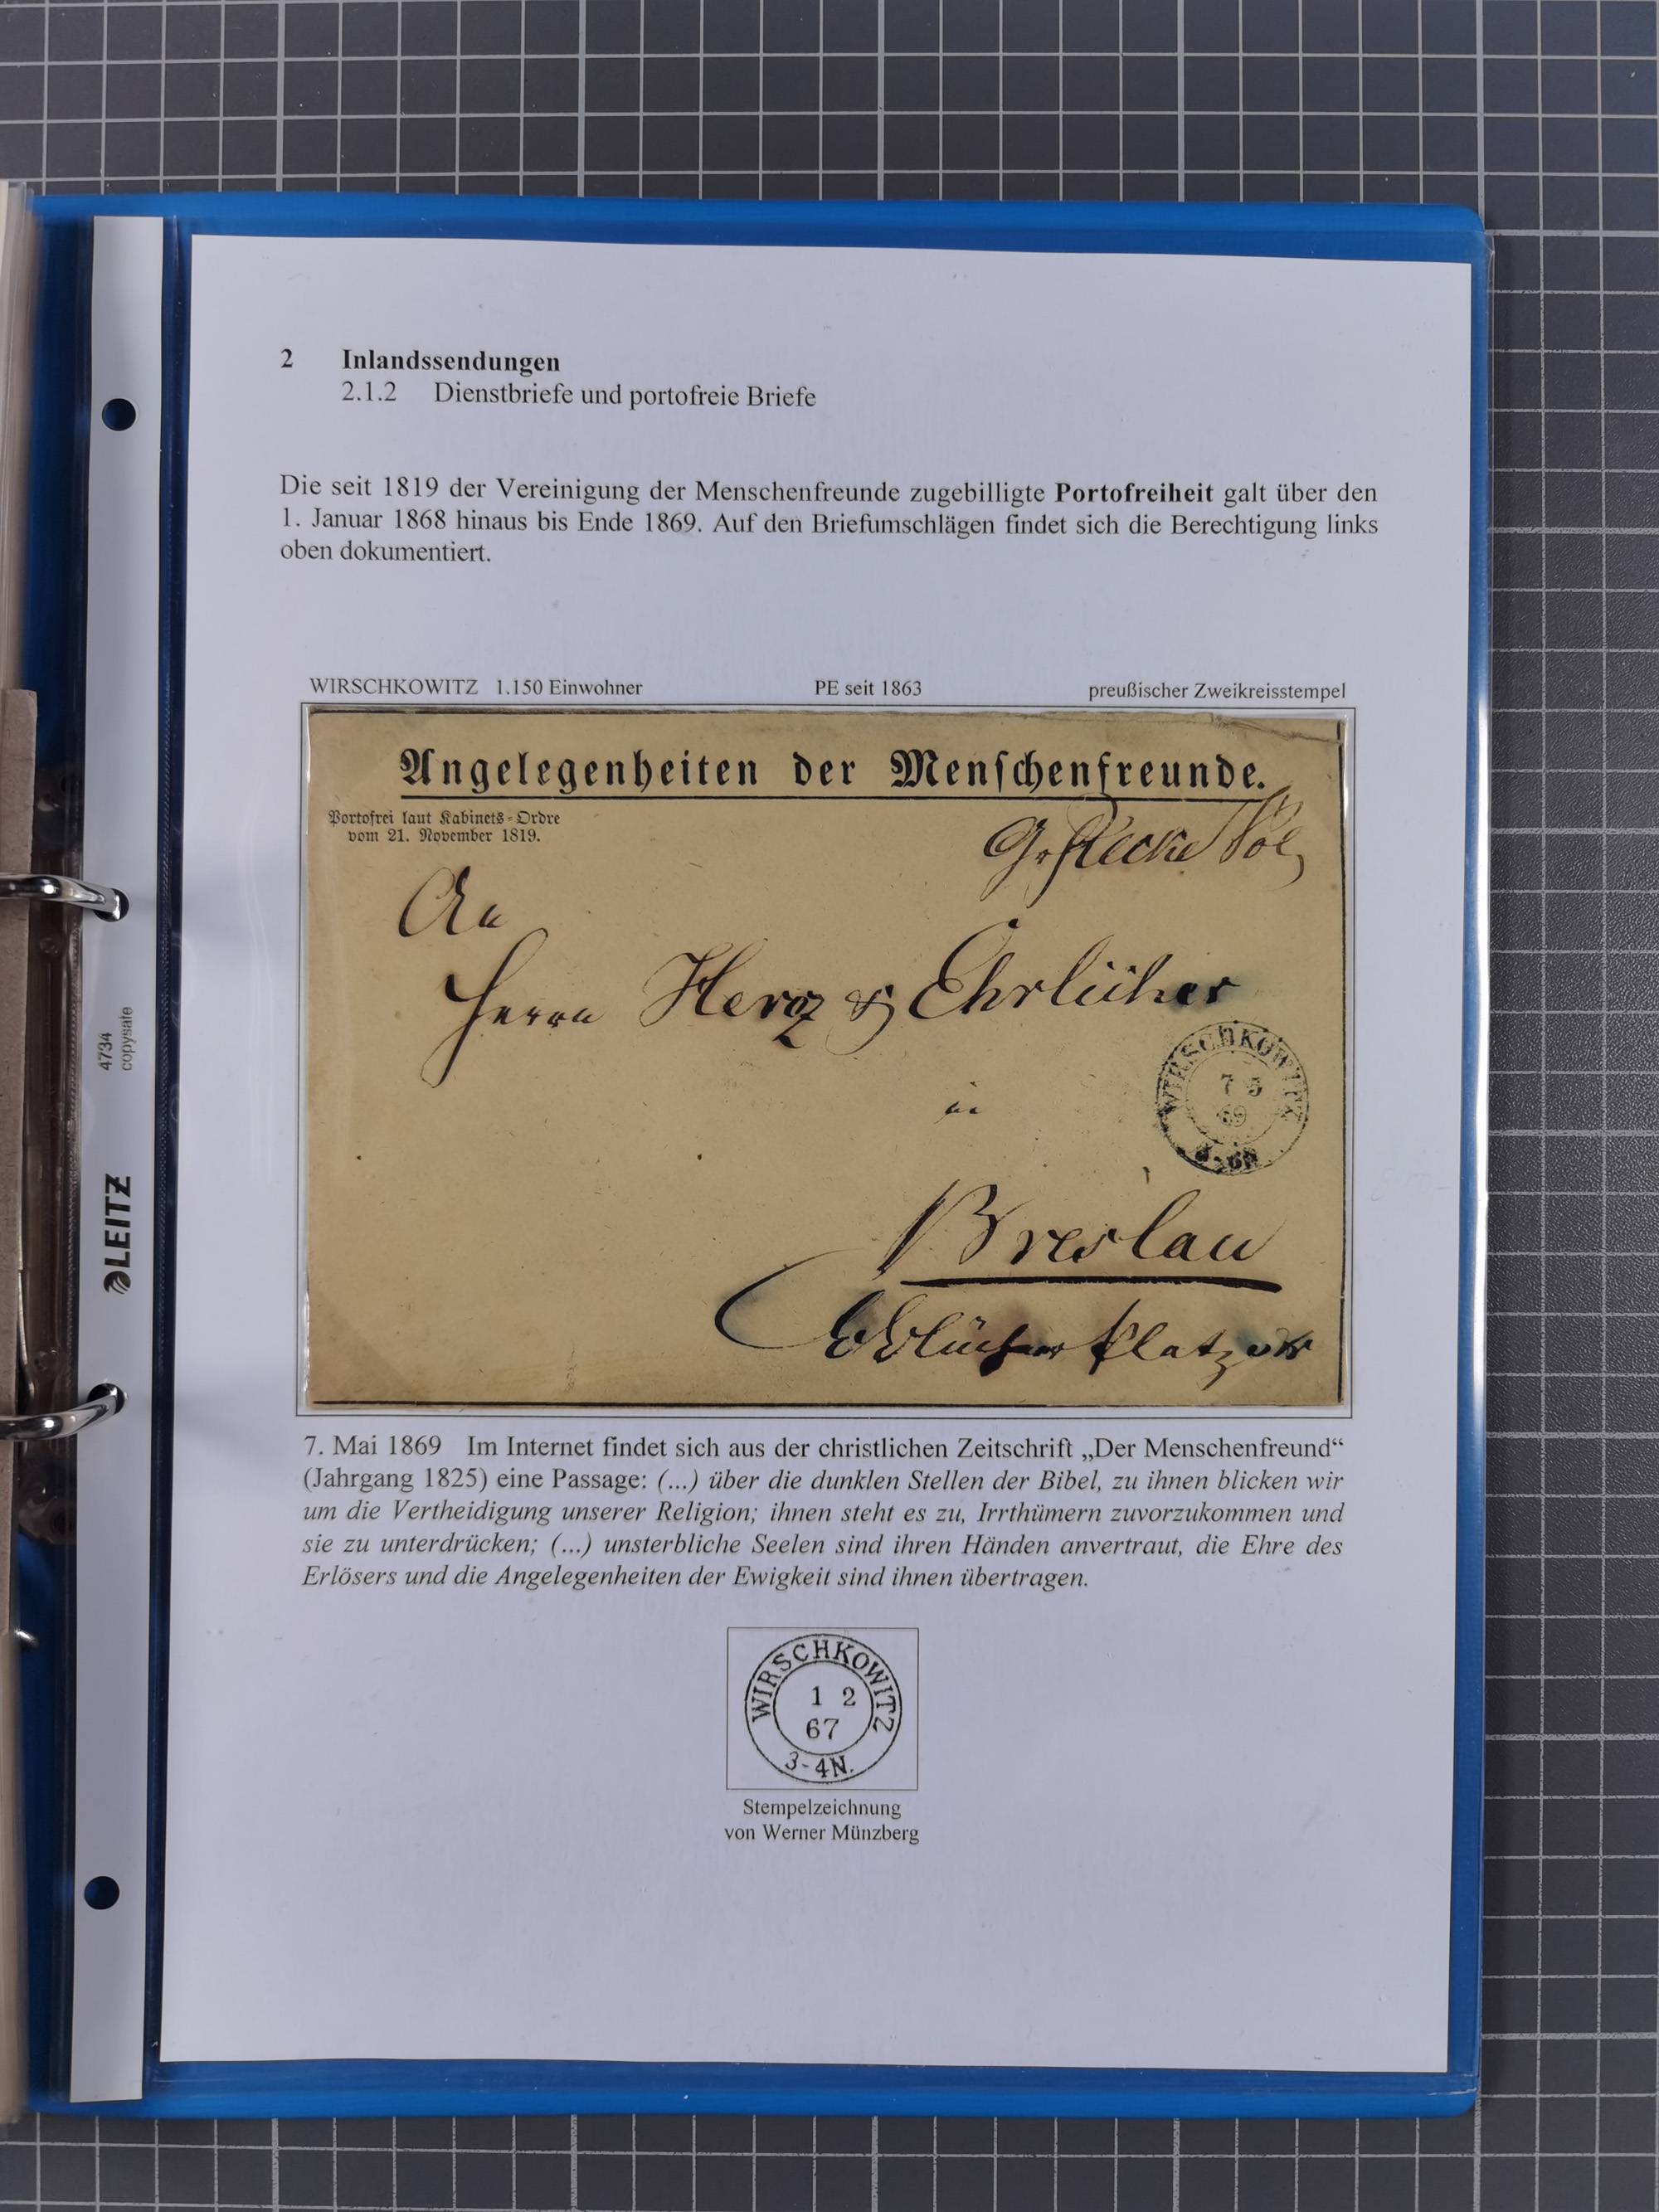 2 Inlandssendungen
2.1.2 Dienstbriefe und portofreie Briefe
Die seit 1819 der Vereinigung der Menschenfreunde zugebilligte Portofreiheit galt über den
1. Januar 1868 hinaus bis Ende 1869. Auf den Briefumschlägen findet sich die Berechtigung links
oben dokumentiert.
WIRSCHKOWITZ 1.150 Einwohner PE seit 1863 preußischer Zweikreisstempel
Angelegenheiten der Menschenfreunde.
Portofrei laut Kabinets-Ordre
vom 21. November 1819.
An
Herrn Herz & Ehrlicher
WIRSCHKOWITZ
7 5
69
in
Breslau
7. Mai 1869 Im Internet findet sich aus der christlichen Zeitschrift „Der Menschenfreund“
(Jahrgang 1825) eine Passage: (...) über die dunklen Stellen der Bibel, zu ihnen blicken wir
um die Vertheidigung unserer Religion; ihnen steht es zu, Irrthümern zuvorzukommen und
sie zu unterdrücken; (...) unsterbliche Seelen sind ihren Händen anvertraut, die Ehre des
Erlösers und die Angelegenheiten der Ewigkeit sind ihnen übertragen.
WIRSCHKOWITZ
1 2
67
3-4N.
Stempelzeichnung
von Werner Münzberg
4734
copysafe
LEITZ